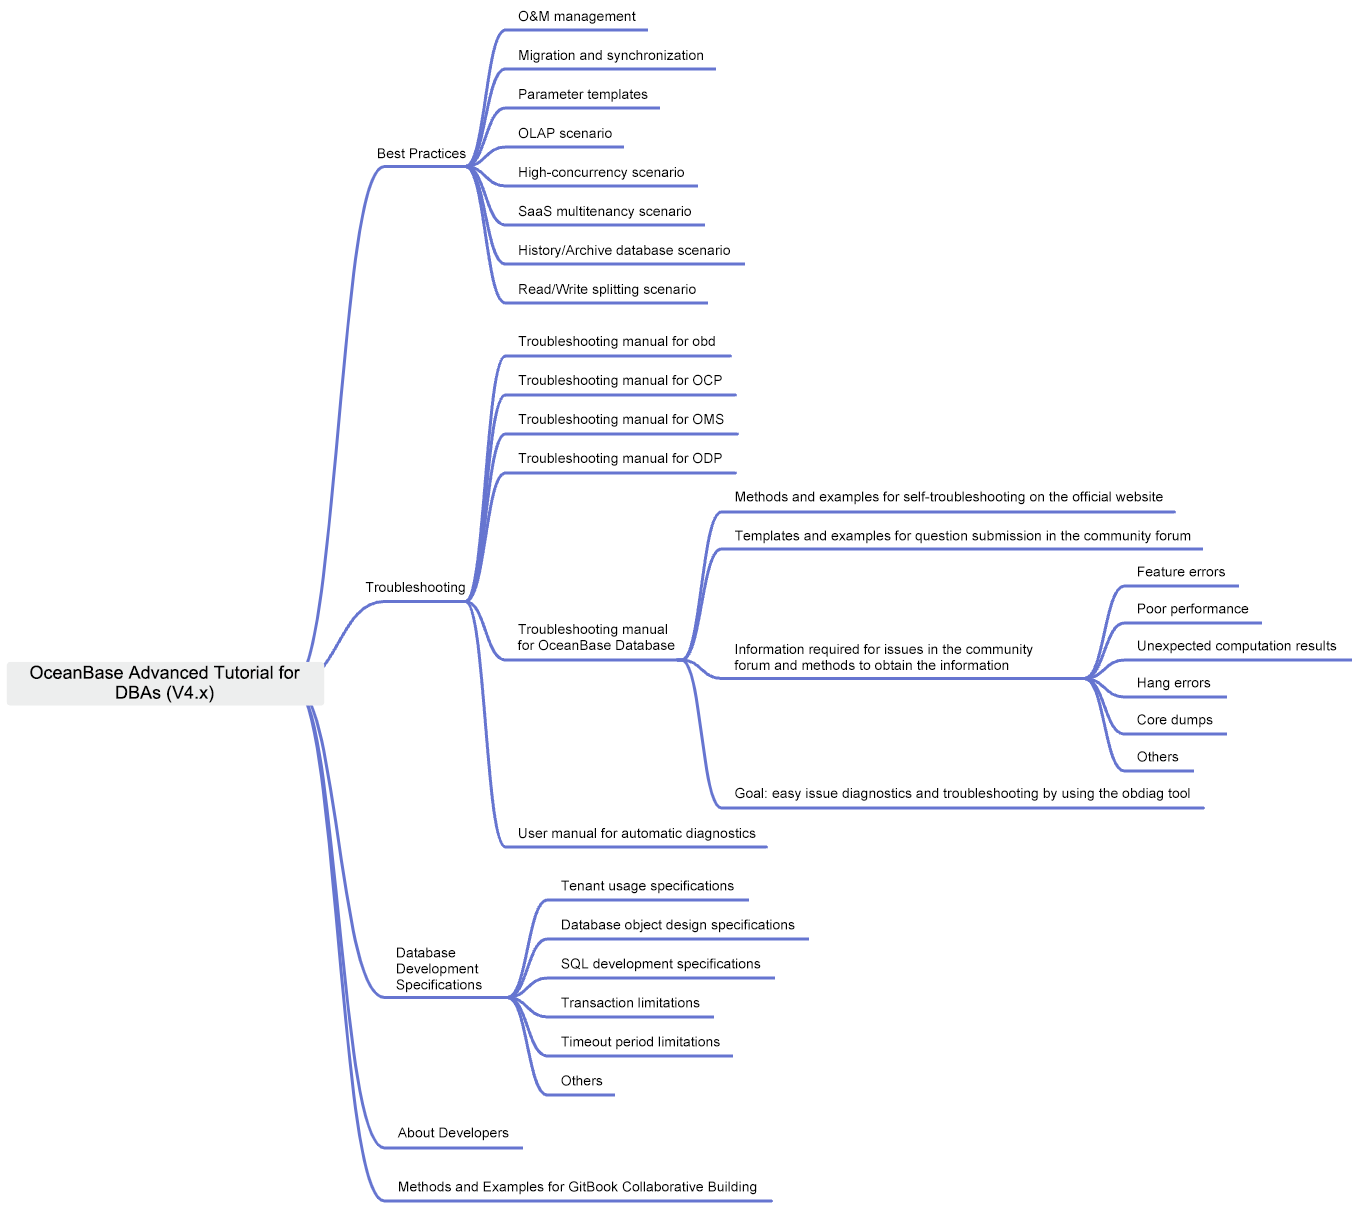 O&M management
Migration and synchronization
Parameter templates
OLAP scenario
Best Practices
High-concurrency scenario
SaaS multitenancy scenario
History/Archive database scenario
Read/Write splitting scenario
Troubleshooting manual for obd
Troubleshooting manual for OCP
Troubleshooting manual for OMS
Troubleshooting manual for ODP
Methods and examples for self-troubleshooting on the official website
Templates and examples for question submission in the community forum
Feature errors
Troubleshooting
Poor performance
Troubleshooting manual
for OceanBase Database
Information required for issues in the community
forum and methods to obtain the information
Unexpected computation results
OceanBase Advanced Tutorial for
DBAs (V4.x)
Hang errors
Core dumps
Others
Goal: easy issue diagnostics and troubleshooting by using the obdiag tool
User manual for automatic diagnostics
Tenant usage specifications
Database object design specifications
Database
Development
Specifications
SQL development specifications
Transaction limitations
Timeout period limitations
Others
About Developers
Methods and Examples for GitBook Collaborative Building